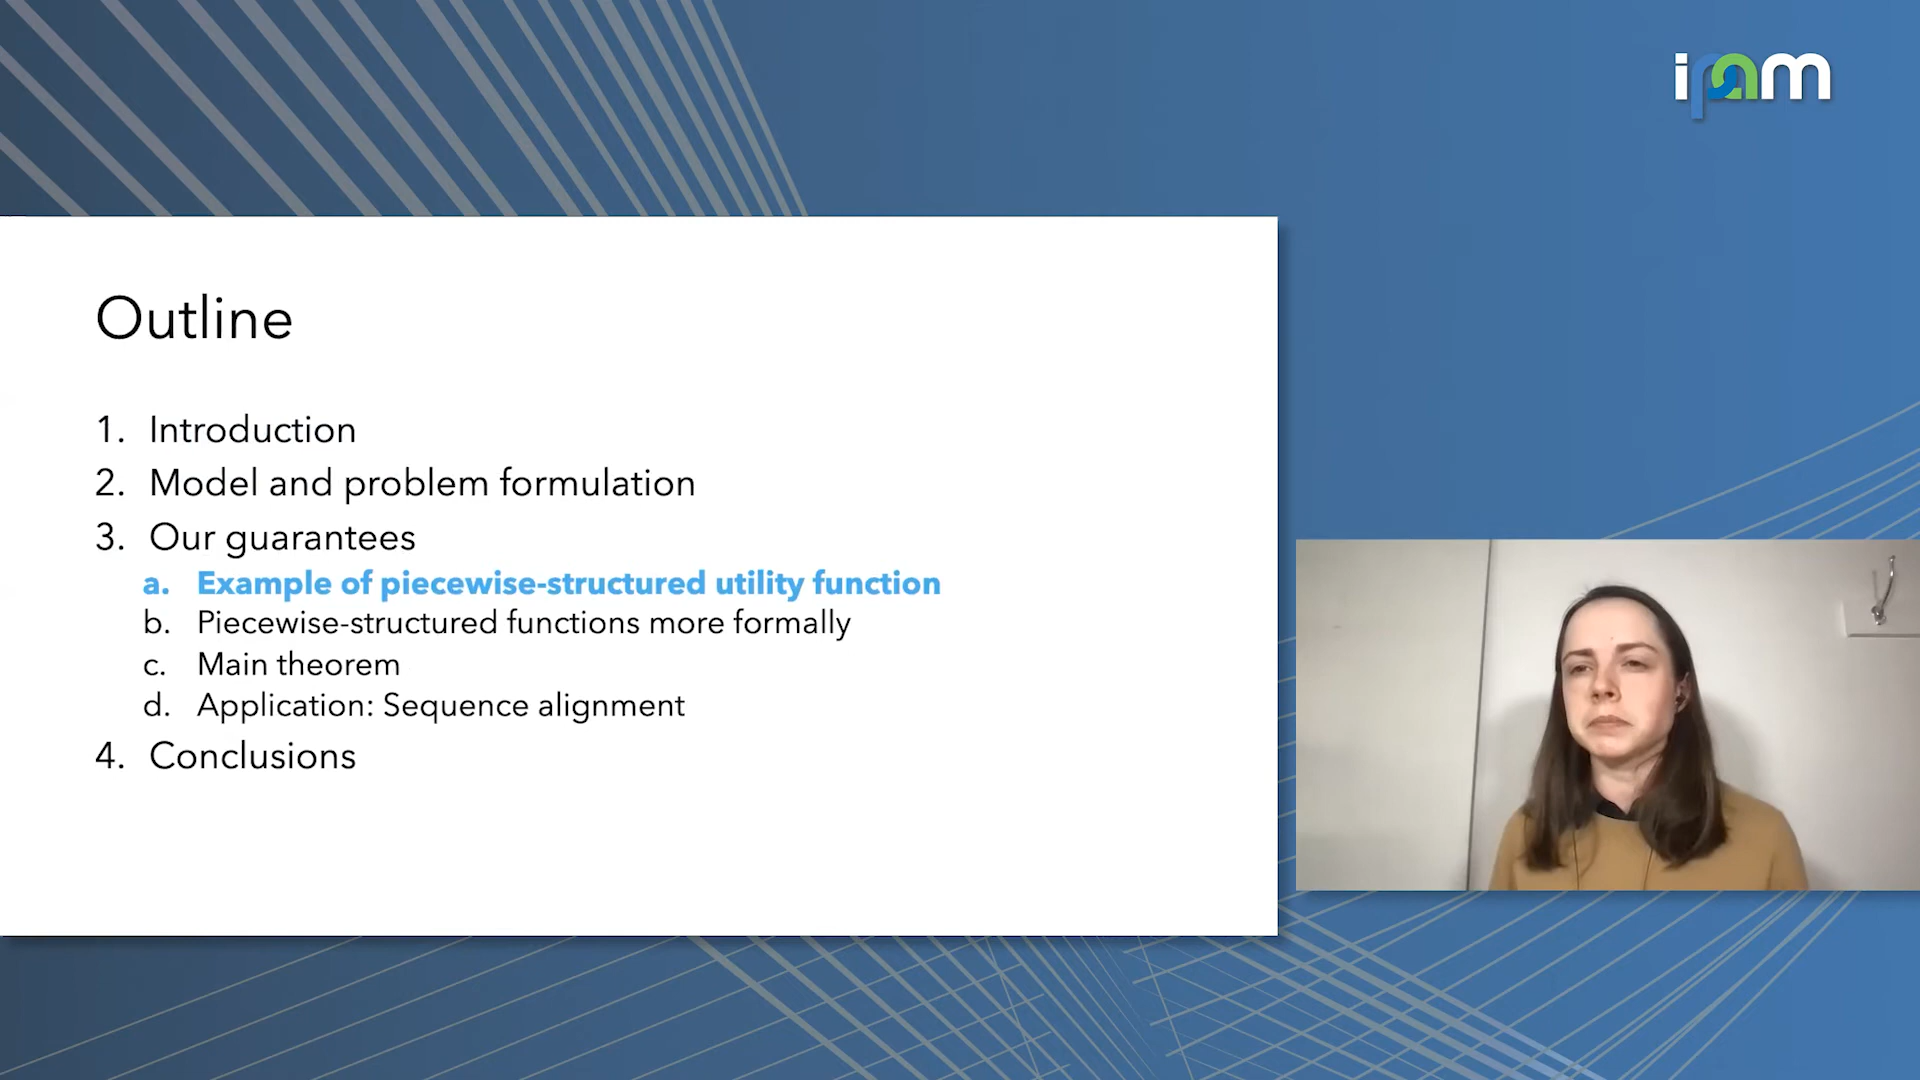 ipam
Outline
1. Introduction
2. Model and problem formulation
3. Our guarantees
a. Example of piecewise-structured utility function
b. Piecewise-structured functions more formally
c. Main theorem
d. Application: Sequence alignment
4. Conclusions